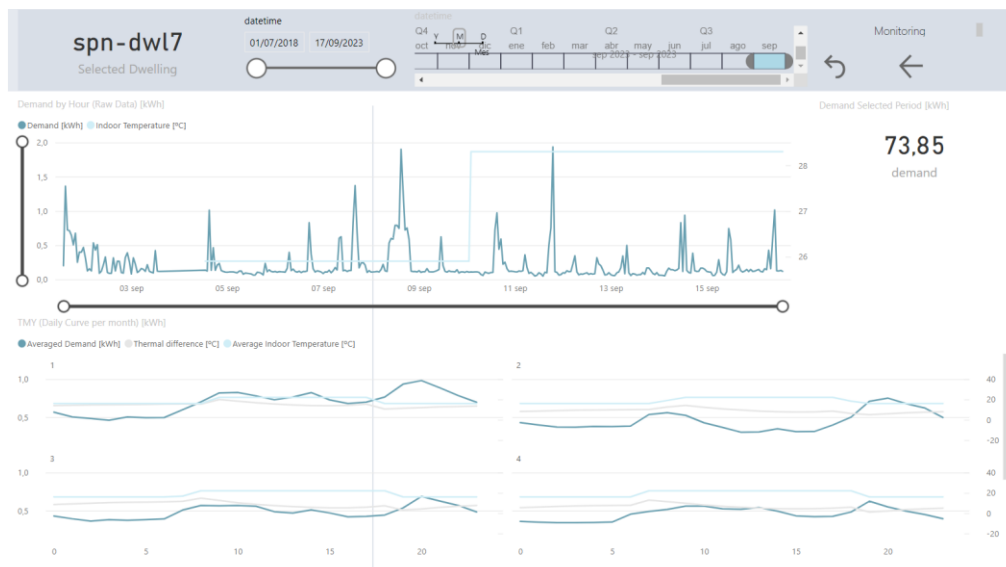 datetime
spn-dwl7
Selected Dwelling
01/07/2018 17/09/2023
datetime
Q4 Q1 Q2 Q3
Y M D
oct nov dic ene feb mar abr may jun jul ago sep
Mes
sep 2023 - sep 2023
Monitoring
Demand by Hour (Raw Data) [kWh]
Demand [kWh] Indoor Temperature [ºC]
2,0
1,5
1,0
0,5
0,0
28
27
26
03 sep 05 sep 07 sep 09 sep 11 sep 13 sep 15 sep
Demand Selected Period [kWh]
73,85
demand
TMY (Daily Curve per month) [kWh]
Averaged Demand [kWh] Thermal difference [ºC] Average Indoor Temperature [ºC]
1 2
1,0 40
20
0,5 0
-20
3 4
1,0 40
20
0,5 0
-20
0 5 10 15 20 0 5 10 15 20